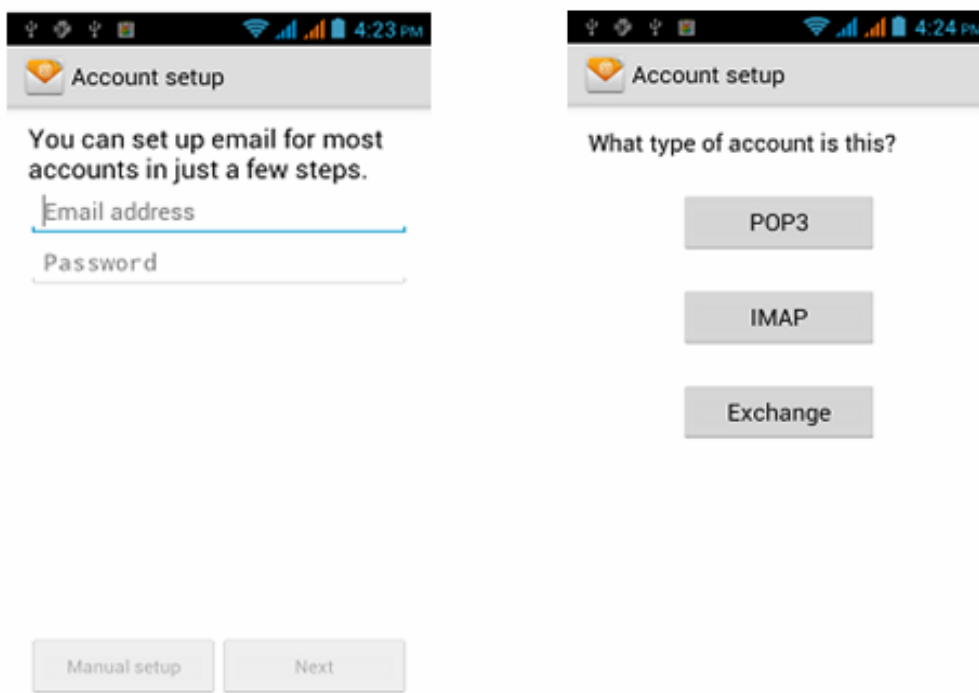 4:23 PM
Account setup
You can set up email for most
accounts in just a few steps.
Email address
Password
Manual setup
Next
4:24 PM
Account setup
What type of account is this?
POP3
IMAP
Exchange